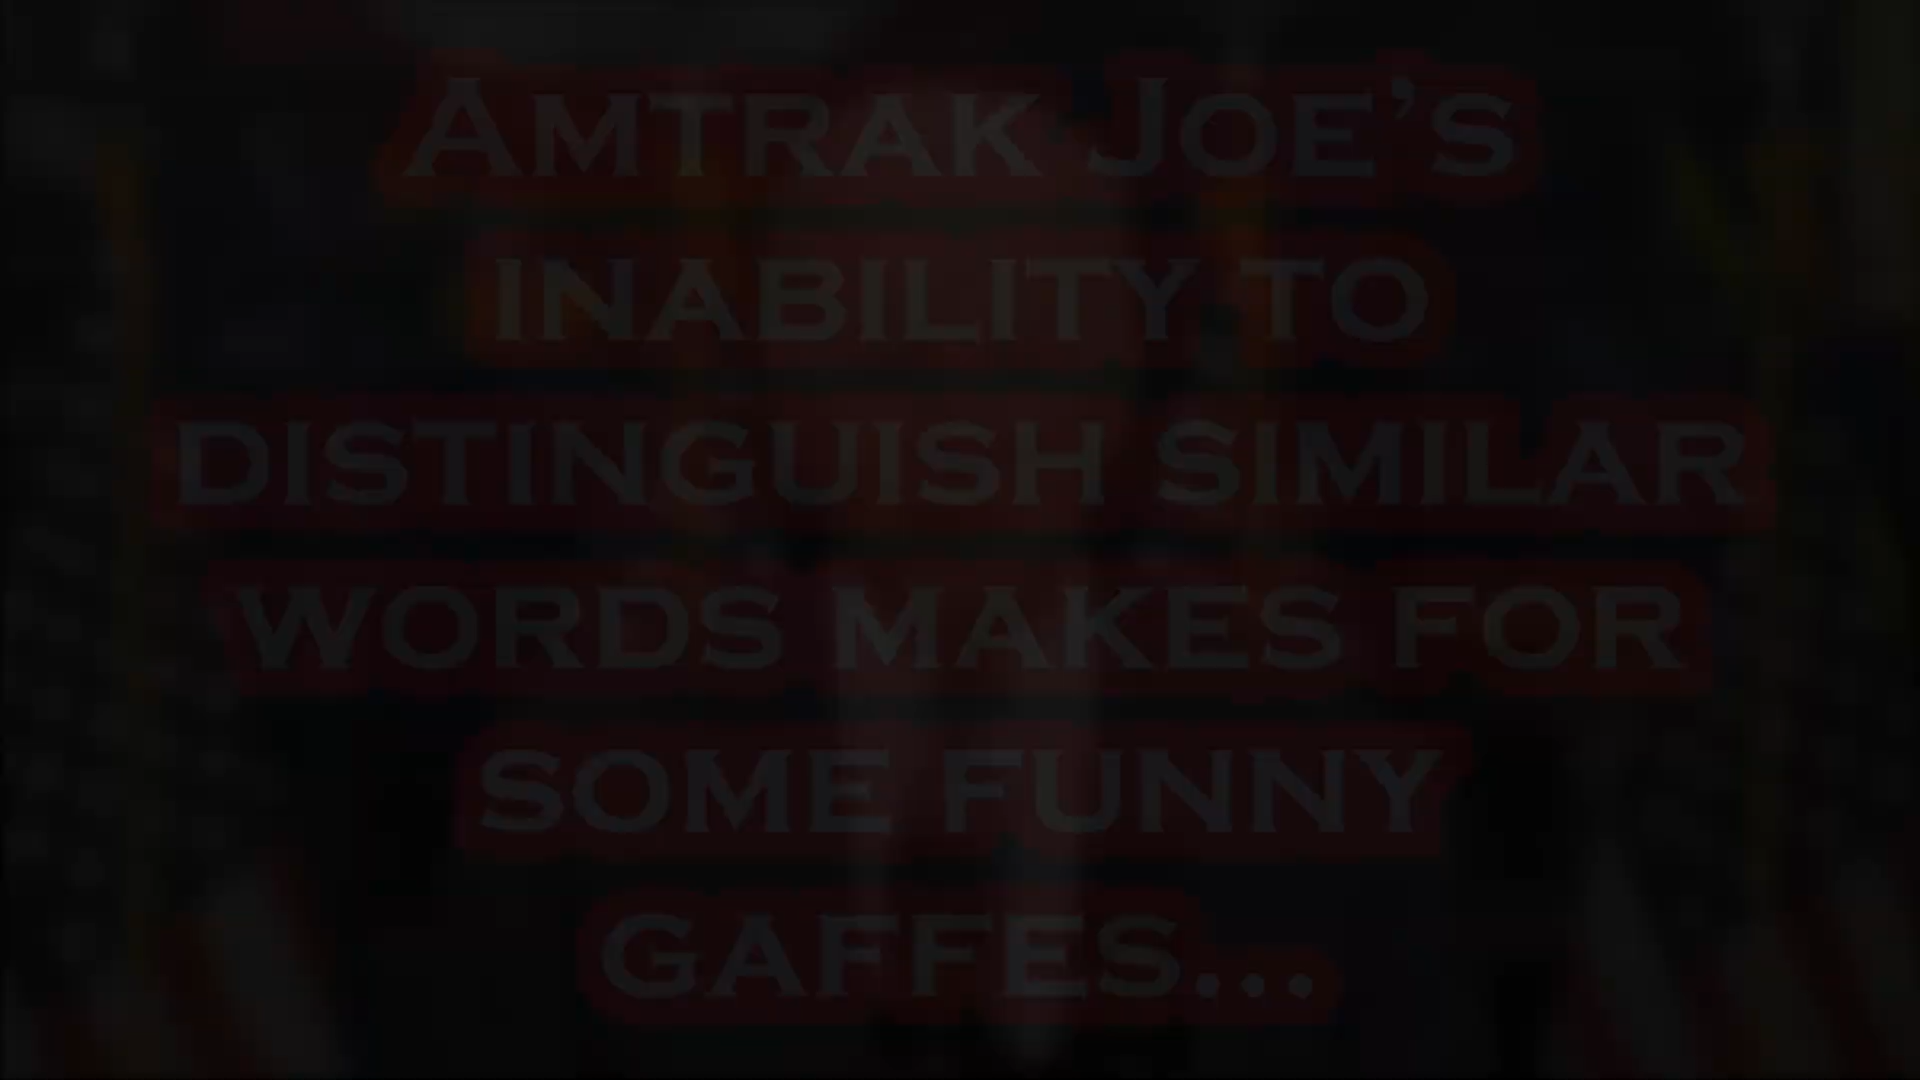 Amtrak Joe's
inability to
distinguish similar
words makes for
some funny
gaffes...